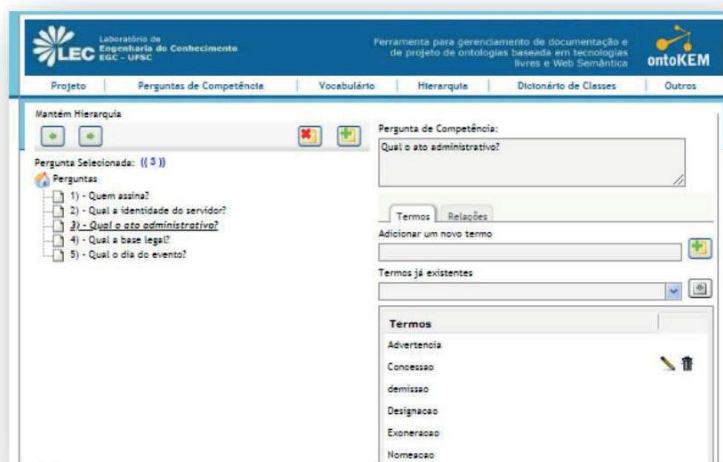 LEC
Laboratório de
Engenharia do Conhecimento
EGC - UFSC
Ferramenta para gerenciamento de documentação e
de projeto de ontologias baseada em tecnologias
livres e Web Semântica
ontoKEM
Projeto
Perguntas de Competência
Vocabulário
Hierarquia
Dicionário de Classes
Outros
Mantém Hierarquia
Pergunta Selecionada: (( 3 ))
Perguntas
1) - Quem assina?
2) - Qual a identidade do servidor?
3) - Qual o ato administrativo?
4) - Qual a base legal?
5) - Qual o dia do evento?
Pergunta de Competência:
Qual o ato administrativo?
Termos
Relações
Adicionar um novo termo
Termos já existentes
Termos
Advertencia
Concessao
demissao
Designacao
Exoneracao
Nomeacao